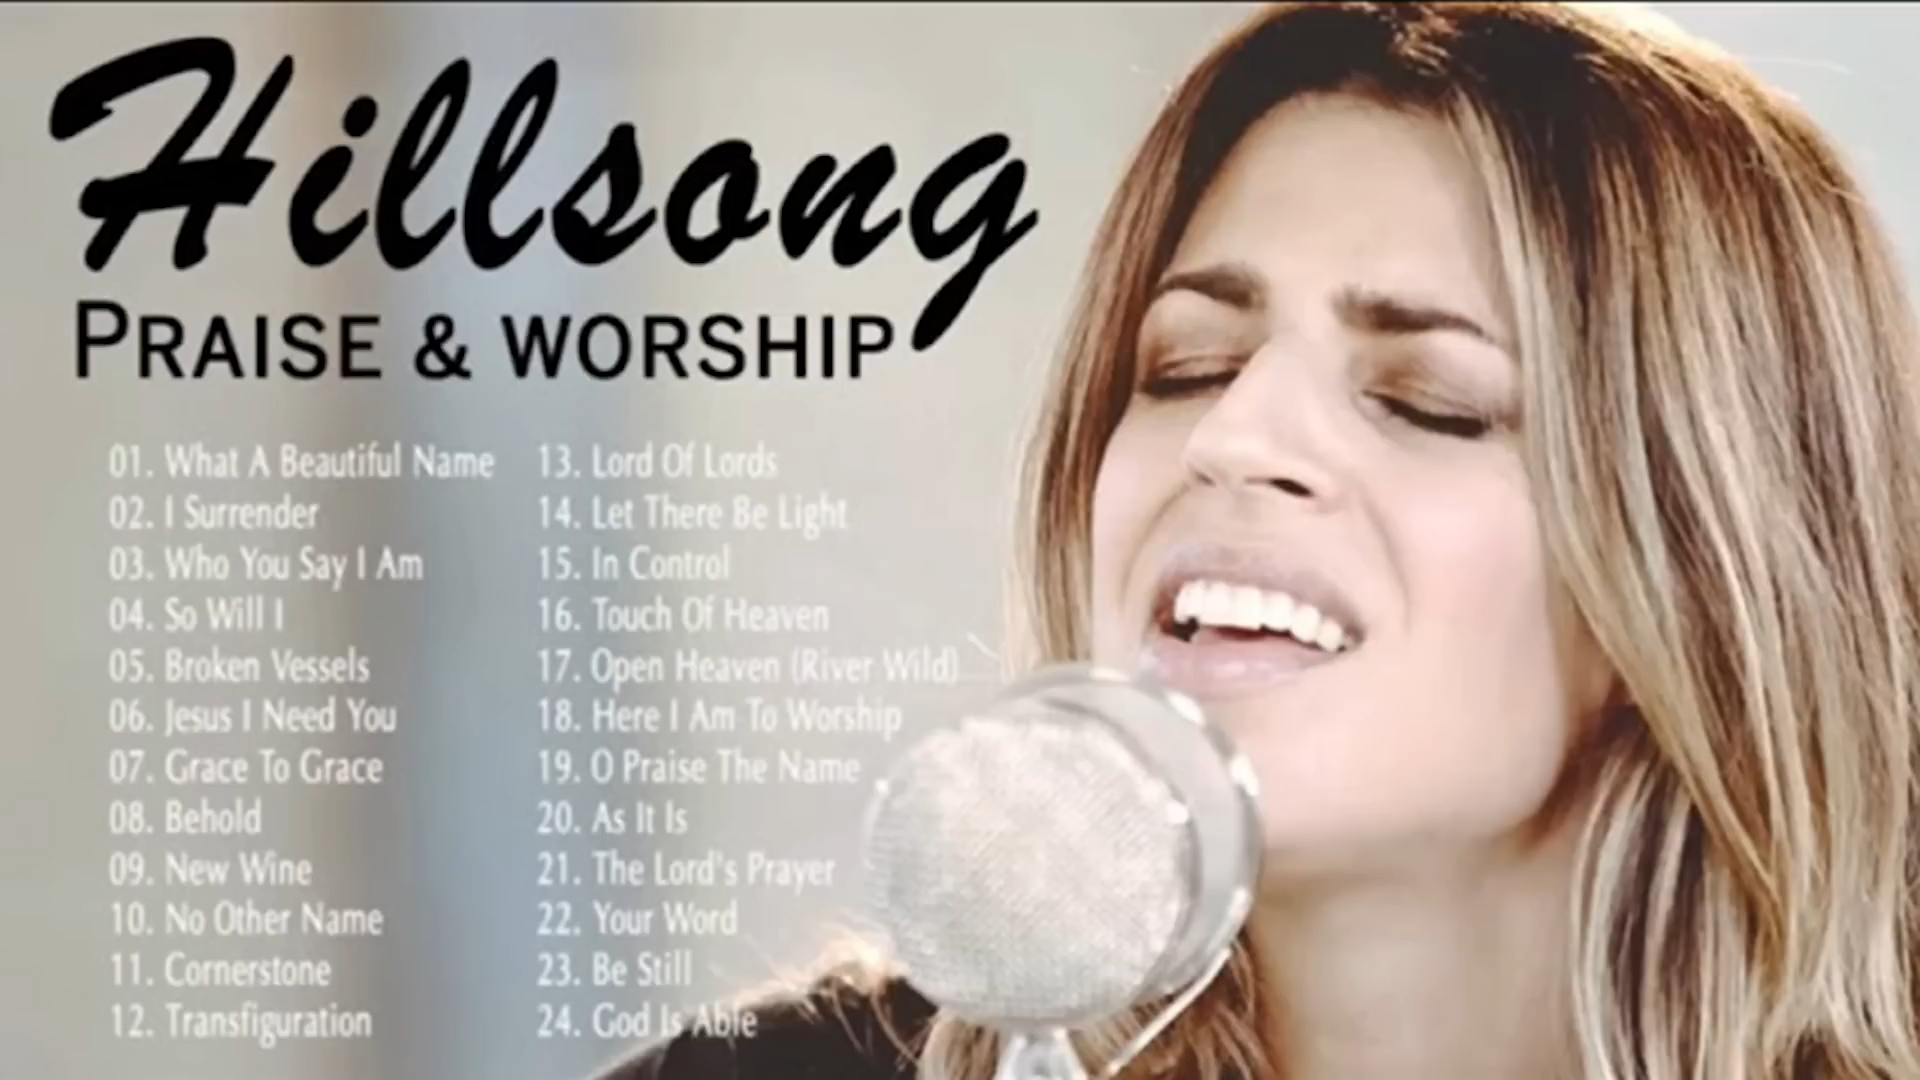 Hillsong
PRAISE & WORSHIP
01. What A Beautiful Name
02. I Surrender
03. Who You Say I Am
04. So Will I
05. Broken Vessels
06. Jesus I Need You
07. Grace To Grace
08. Behold
09. New Wine
10. No Other Name
11. Cornerstone
12. Transfiguration
13. Lord Of Lords
14. Let There Be Light
15. In Control
16. Touch Of Heaven
17. Open Heaven (River Wild)
18. Here I Am To Worship
19. O Praise The Name
20. As It Is
21. The Lord's Prayer
22. Your Word
23. Be Still
24. God Is Able